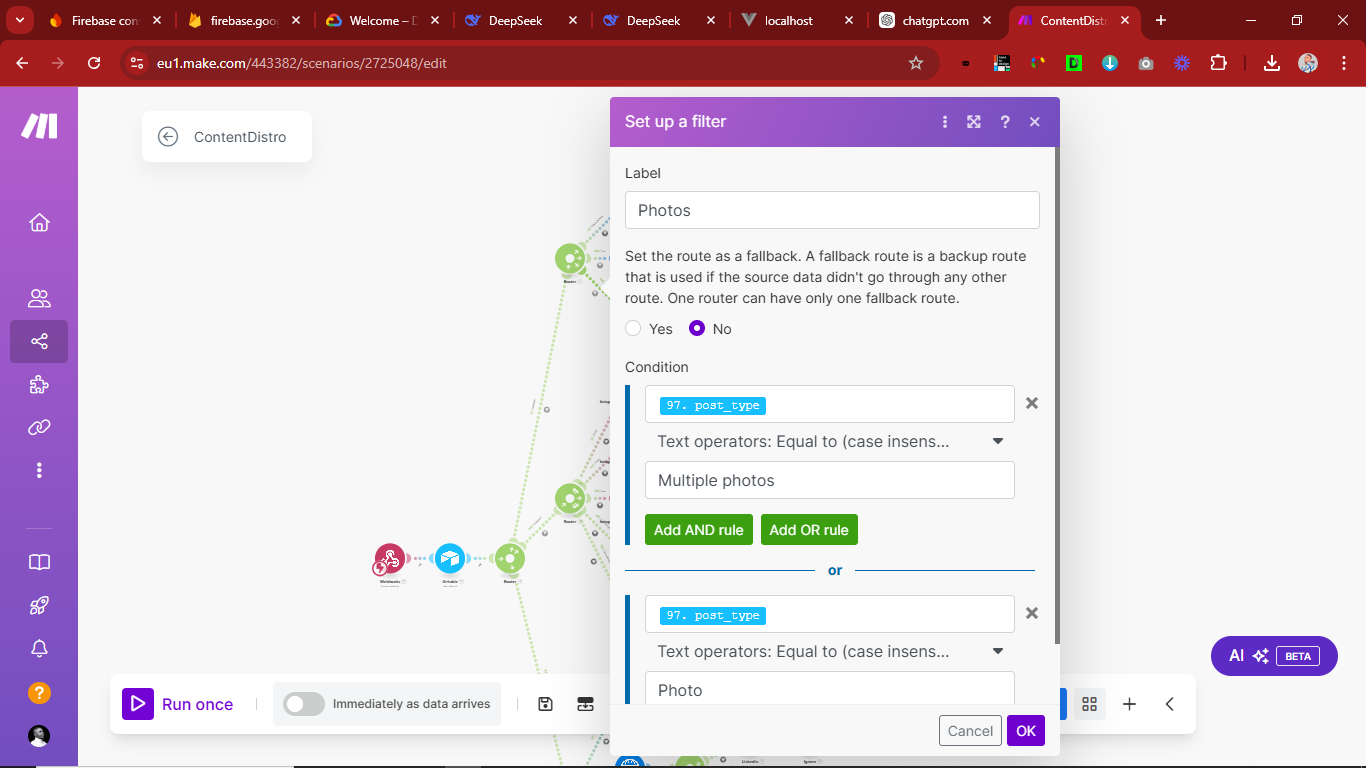 Firebase con
firebase.goo
Welcome – D
DeepSeek
DeepSeek
localhost
chatgpt.com
ContentDistr
eu1.make.com/443382/scenarios/2725048/edit
ContentDistro
Set up a filter
Label
Photos
Set the route as a fallback. A fallback route is a backup route
that is used if the source data didn't go through any other
route. One router can have only one fallback route.
Yes
No
Condition
97. post_type
Text operators: Equal to (case insens...
Multiple photos
Add AND rule
Add OR rule
or
97. post_type
Text operators: Equal to (case insens...
Photo
Cancel
OK
Router
Router
Webhooks
Airtable
Router
LinkedIn
Ignore
AI
BETA
Run once
Immediately as data arrives